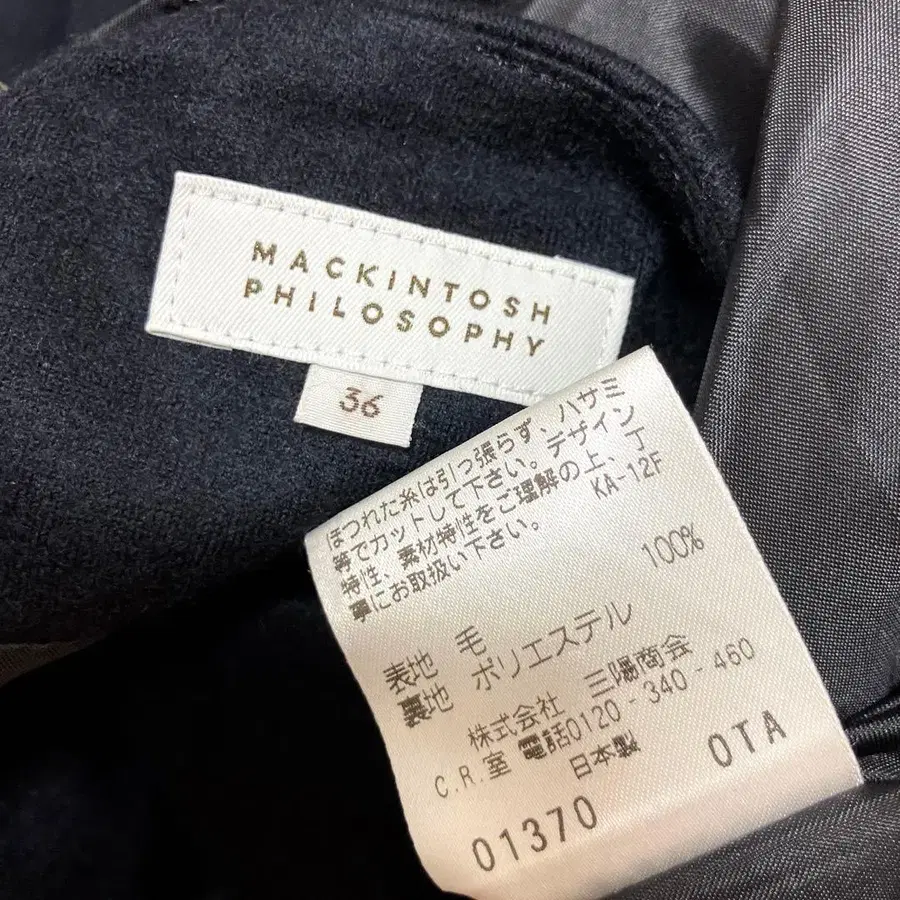 MACKINTOSH
PHILOSOPHY
36
ほつれた糸は引っ張らず、ハサミ
等でカットして下さい。デザイン
特性、素材特性をご理解の上、丁
寧にお取扱い下さい。
KA-12F
100%
表地 毛
裏地 ポリエステル
株式会社 三陽商会
C.R.室 電話0120-340-460
日本製
01370 OTA